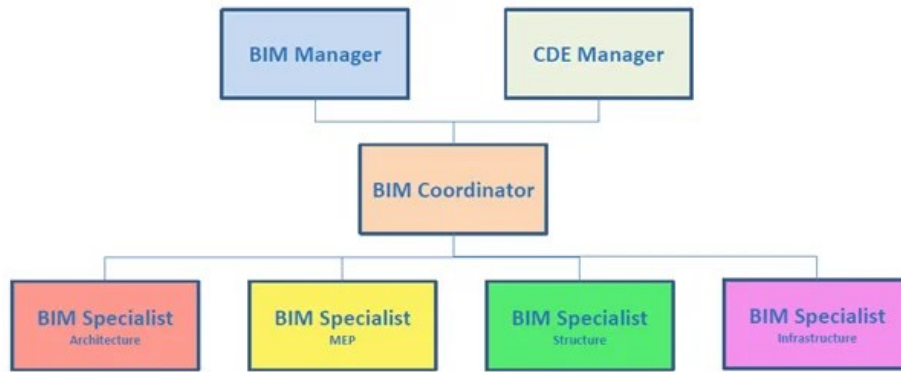 BIM Manager
CDE Manager
BIM Coordinator
BIM Specialist
Architecture
BIM Specialist
MEP
BIM Specialist
Structure
BIM Specialist
Infrastructure